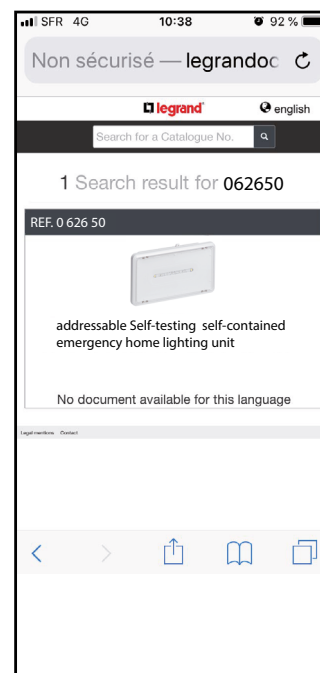 SFR 4G 10:38 92 %
Non sécurisé — legrandoc
legrand english
Search for a Catalogue No.
1 Search result for 062650
REF. 0 626 50
addressable Self-testing self-contained
emergency home lighting unit
No document available for this language
Legal mentions Contact